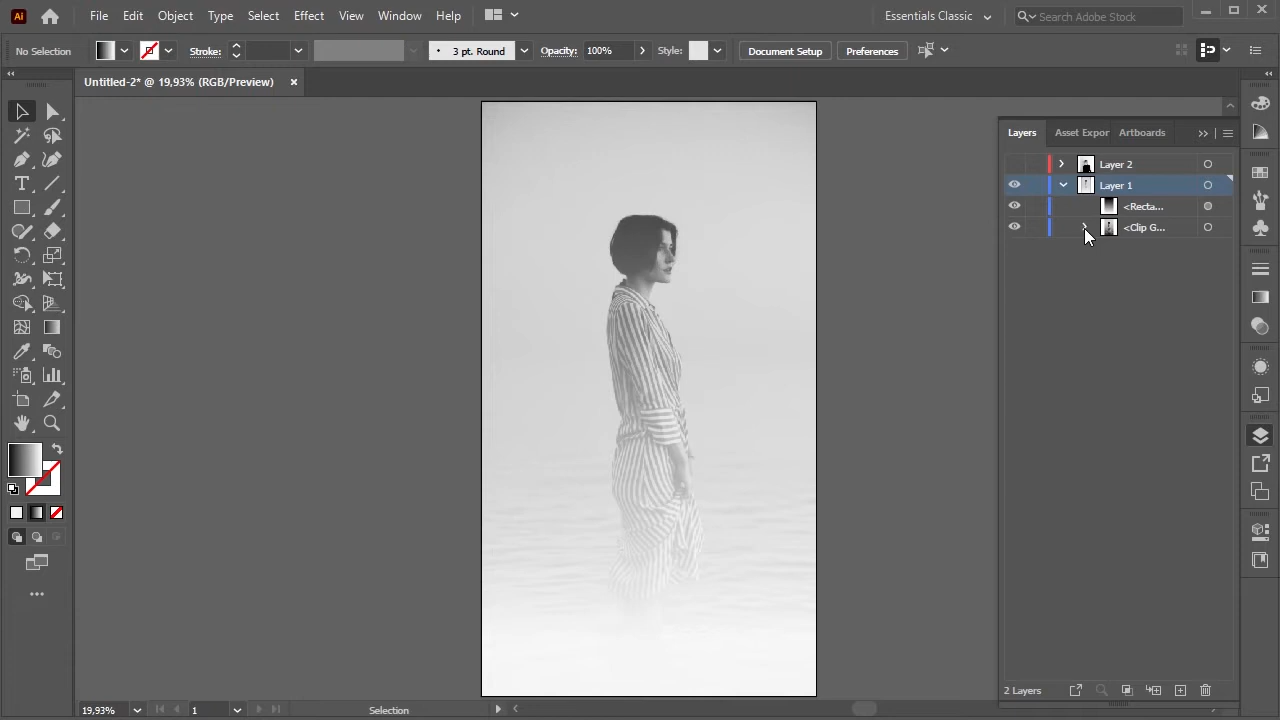 Ai File Edit Object Type Select Effect View Window Help Essentials Classic Search Adobe Stock
No Selection Stroke: 3 pt. Round Opacity: 100% Style: Document Setup Preferences
Untitled-2* @ 19,93% (RGB/Preview)
Layers Asset Expor Artboards
Layer 2
Layer 1
<Recta...
<Clip G...
2 Layers
19,93% 1 Selection